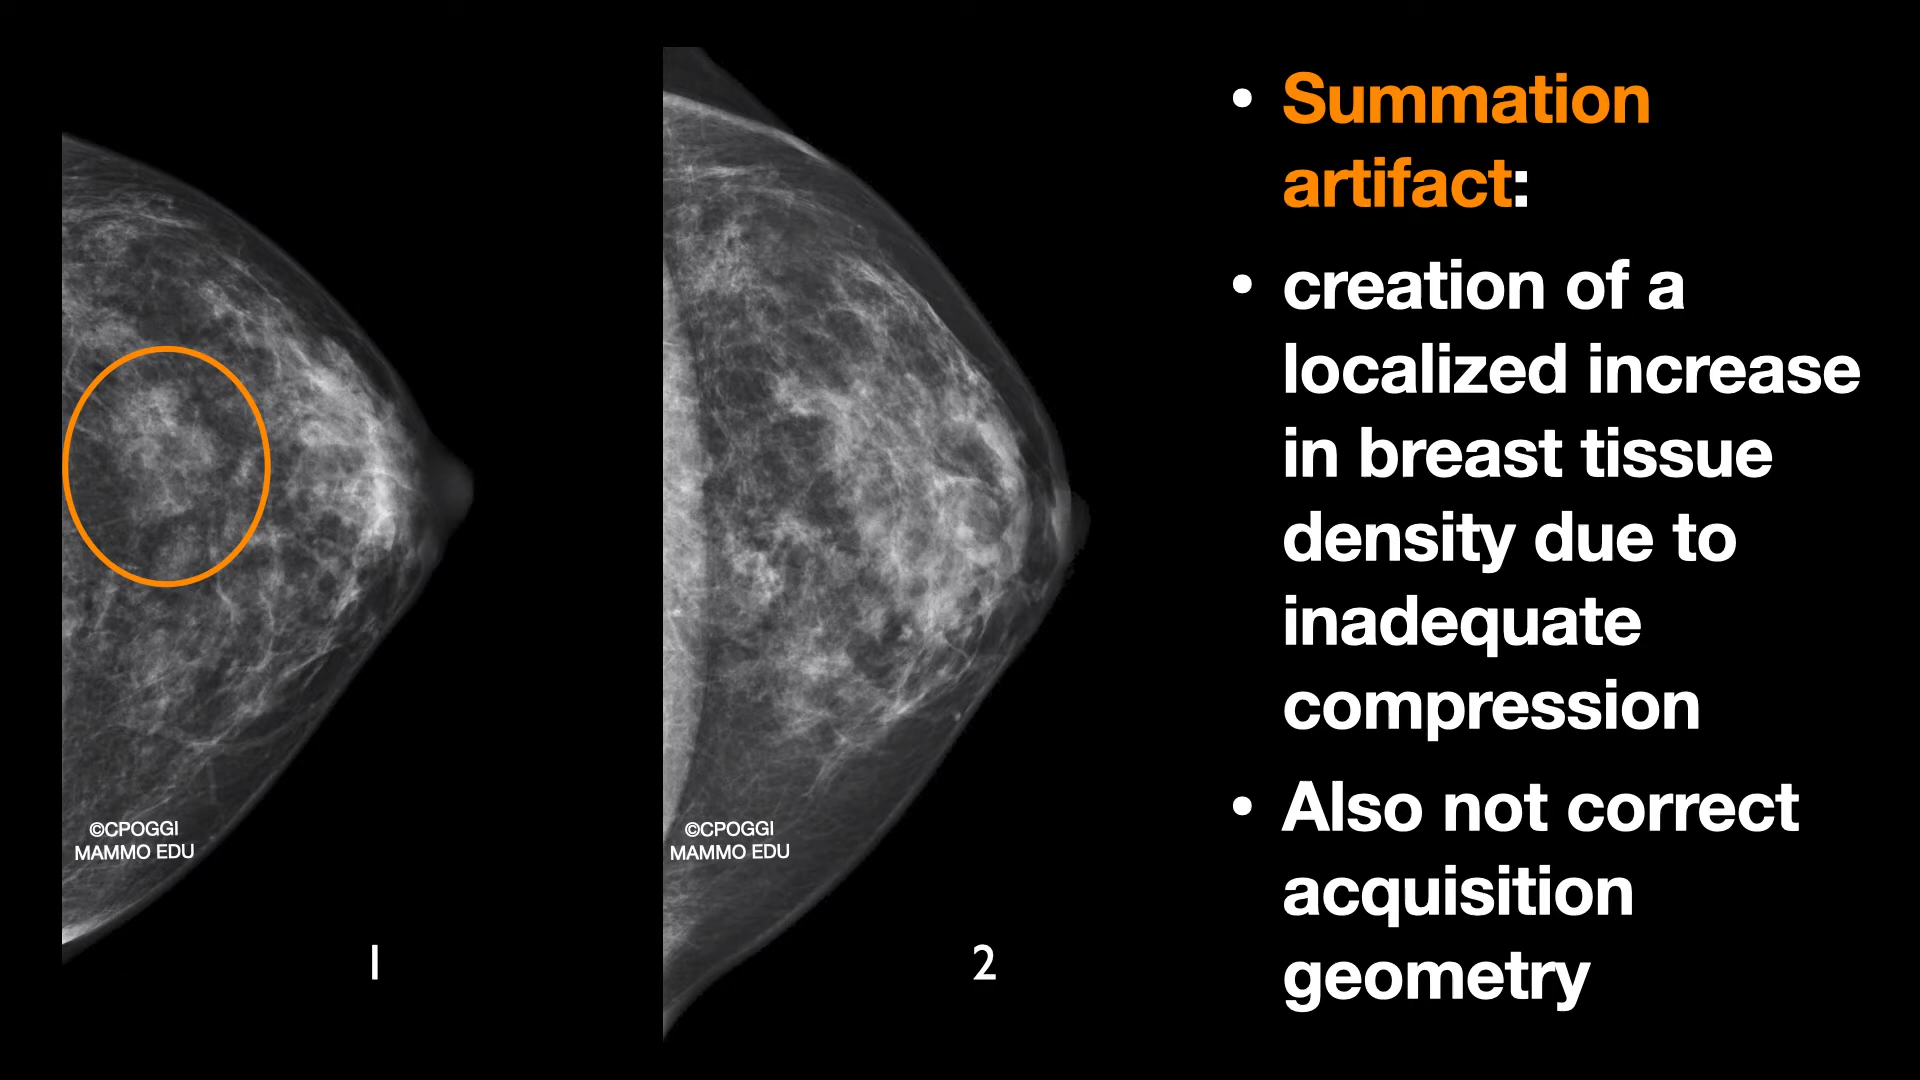 • Summation
artifact:
• creation of a
localized increase
in breast tissue
density due to
inadequate
compression
• Also not correct
acquisition
geometry
©CPOGGI
MAMMO EDU
1
©CPOGGI
MAMMO EDU
2